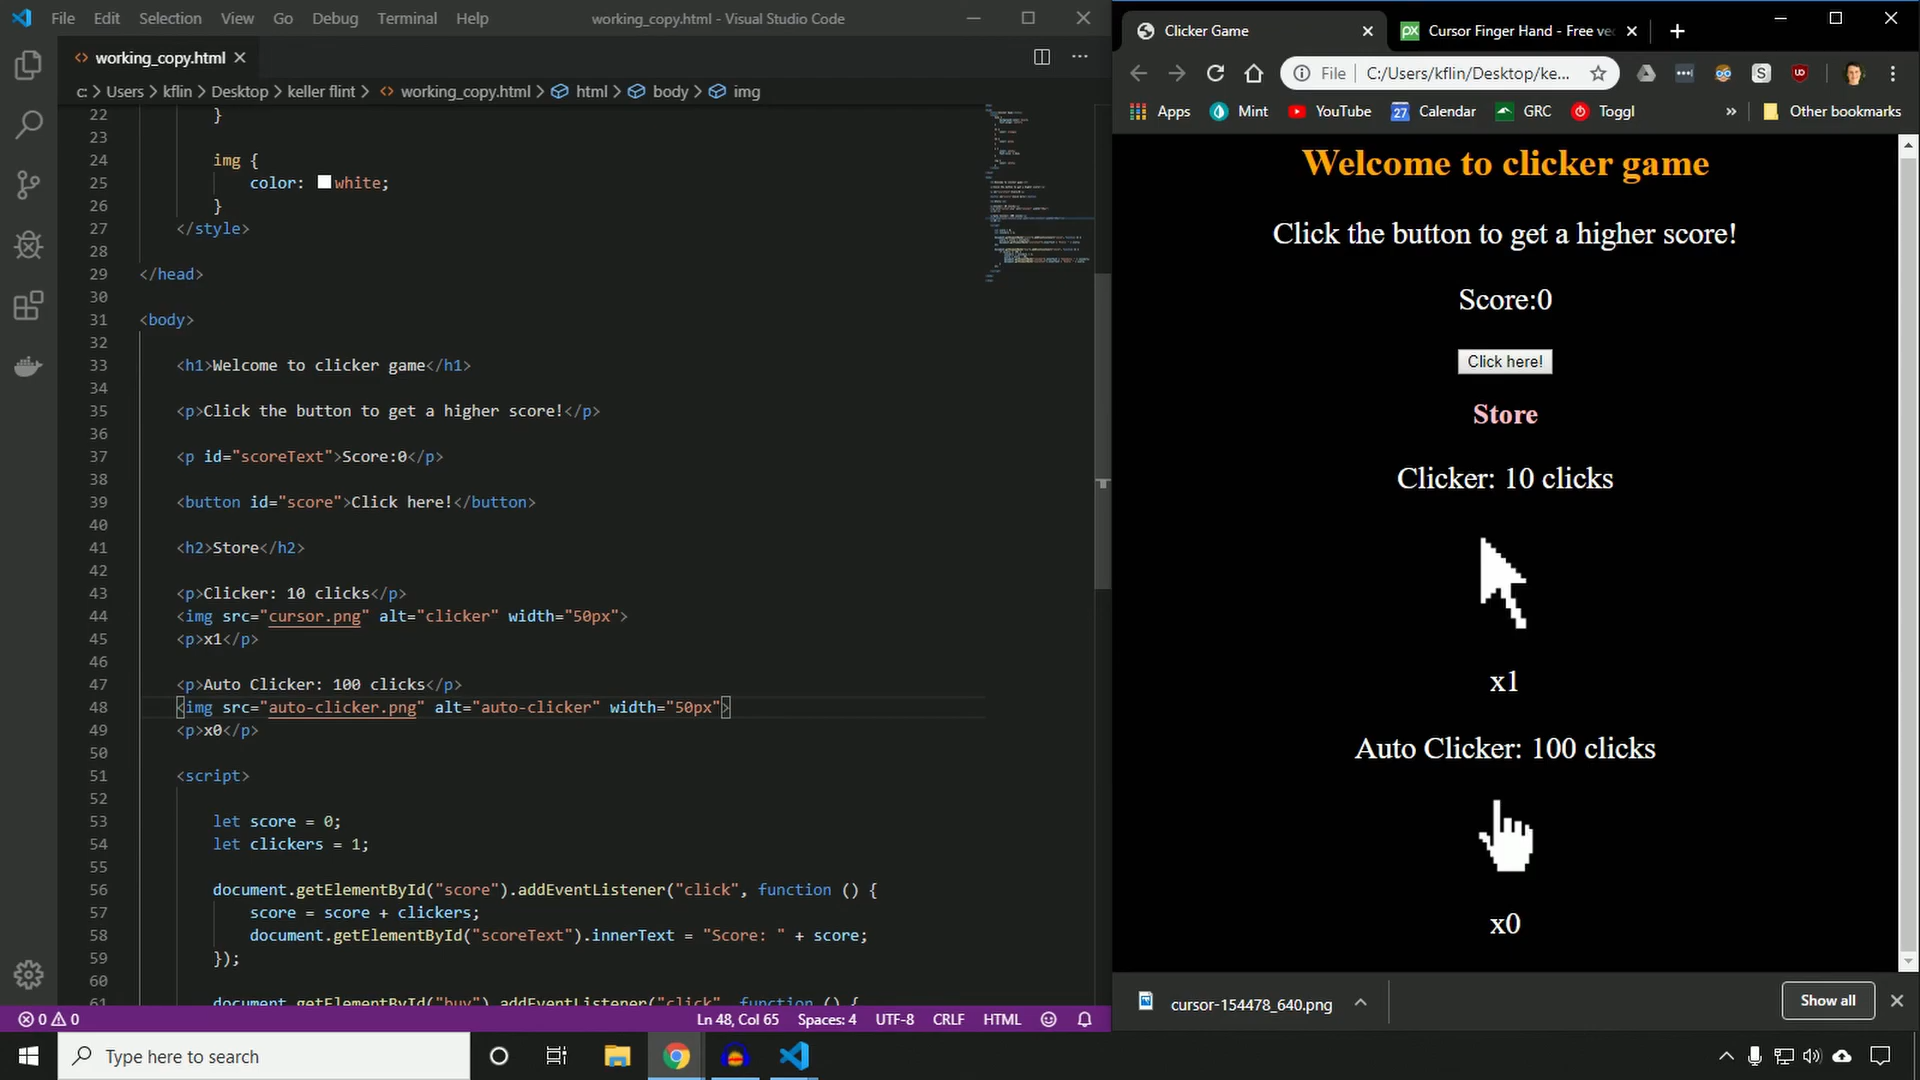 File Edit Selection View Go Debug Terminal Help
working_copy.html - Visual Studio Code
working_copy.html
c: > Users > kflin > Desktop > keller flint > working_copy.html > html > body > img
22 }
23
24 img {
25 color: white;
26 }
27 </style>
28
29 </head>
30
31 <body>
32
33 <h1>Welcome to clicker game</h1>
34
35 <p>Click the button to get a higher score!</p>
36
37 <p id="scoreText">Score:0</p>
38
39 <button id="score">Click here!</button>
40
41 <h2>Store</h2>
42
43 <p>Clicker: 10 clicks</p>
44 <img src="cursor.png" alt="clicker" width="50px">
45 <p>x1</p>
46
47 <p>Auto Clicker: 100 clicks</p>
48 <img src="auto-clicker.png" alt="auto-clicker" width="50px">
49 <p>x0</p>
50
51 <script>
52
53 let score = 0;
54 let clickers = 1;
55
56 document.getElementById("score").addEventListener("click", function () {
57 score = score + clickers;
58 document.getElementById("scoreText").innerText = "Score: " + score;
59 });
60
61 document.getElementById("buy").addEventListener("click", function () {
0 0
Ln 48, Col 65 Spaces: 4 UTF-8 CRLF HTML
Clicker Game
Cursor Finger Hand - Free ve
File C:/Users/kflin/Desktop/ke...
Apps Mint YouTube 27 Calendar GRC Toggl » Other bookmarks
Welcome to clicker game
Click the button to get a higher score!
Score:0
Click here!
Store
Clicker: 10 clicks
x1
Auto Clicker: 100 clicks
x0
cursor-154478_640.png
Show all
Type here to search